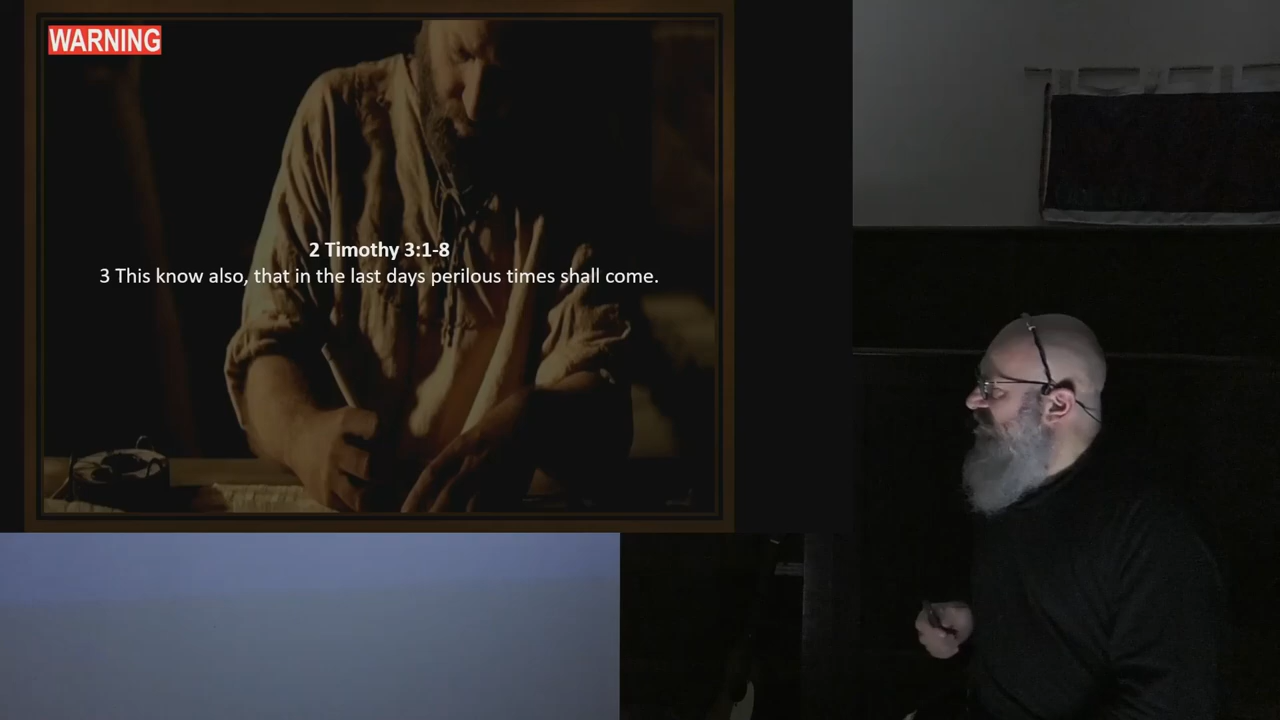 WARNING
2 Timothy 3:1-8
3 This know also, that in the last days perilous times shall come.